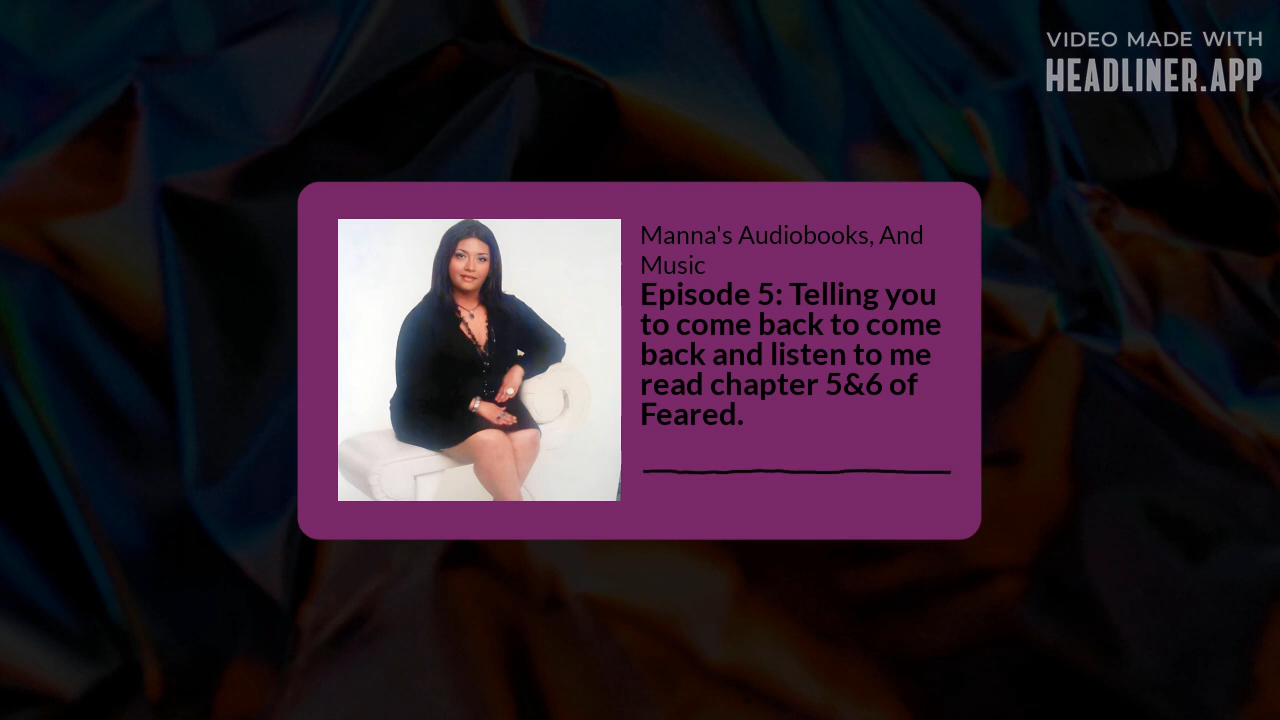 VIDEO MADE WITH
HEADLINER.APP
Manna's Audiobooks, And
Music
Episode 5: Telling you
to come back to come
back and listen to me
read chapter 5&6 of
Feared.